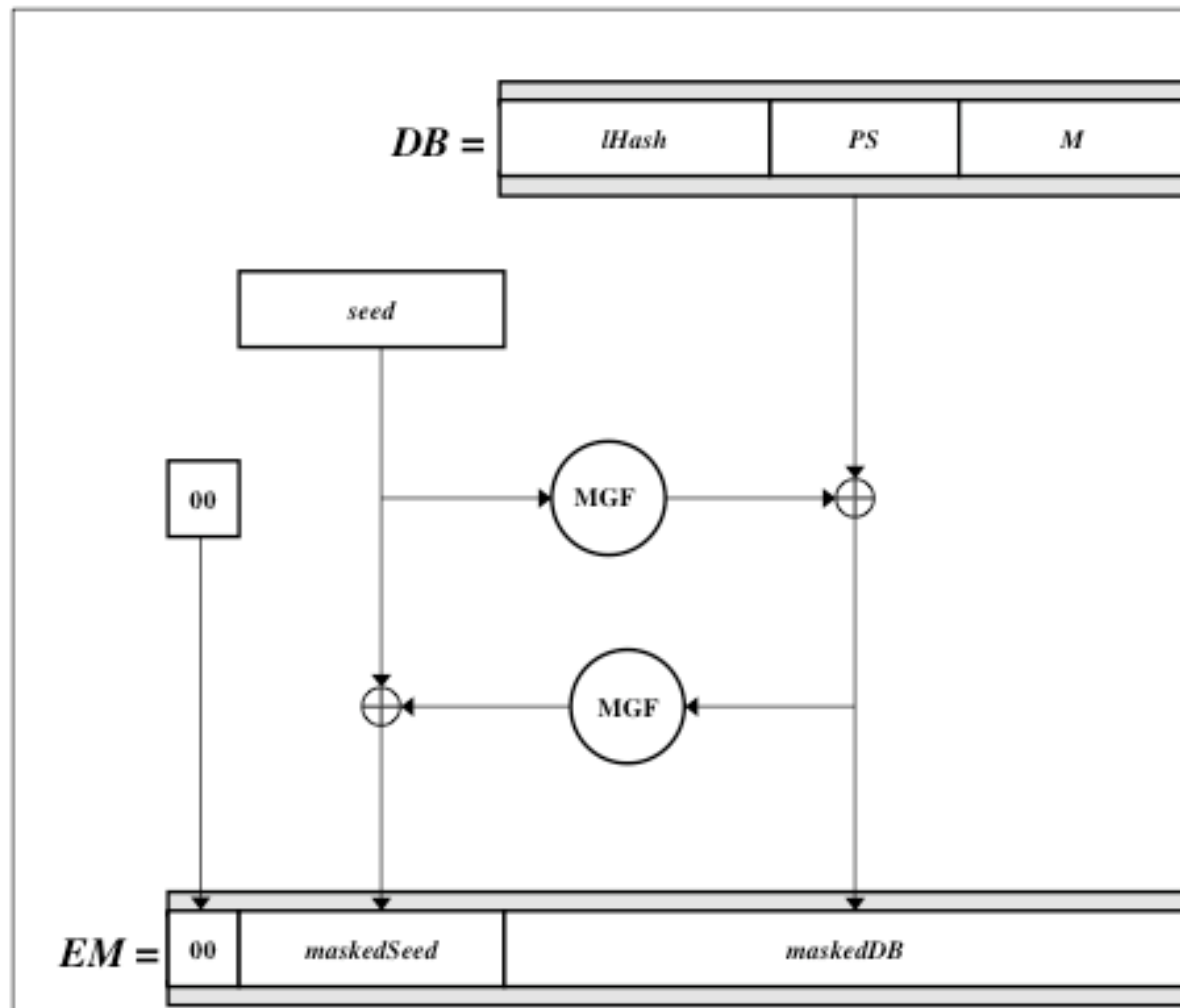 DB = lHash PS M
seed
00 MGF
MGF
EM = 00 maskedSeed maskedDB